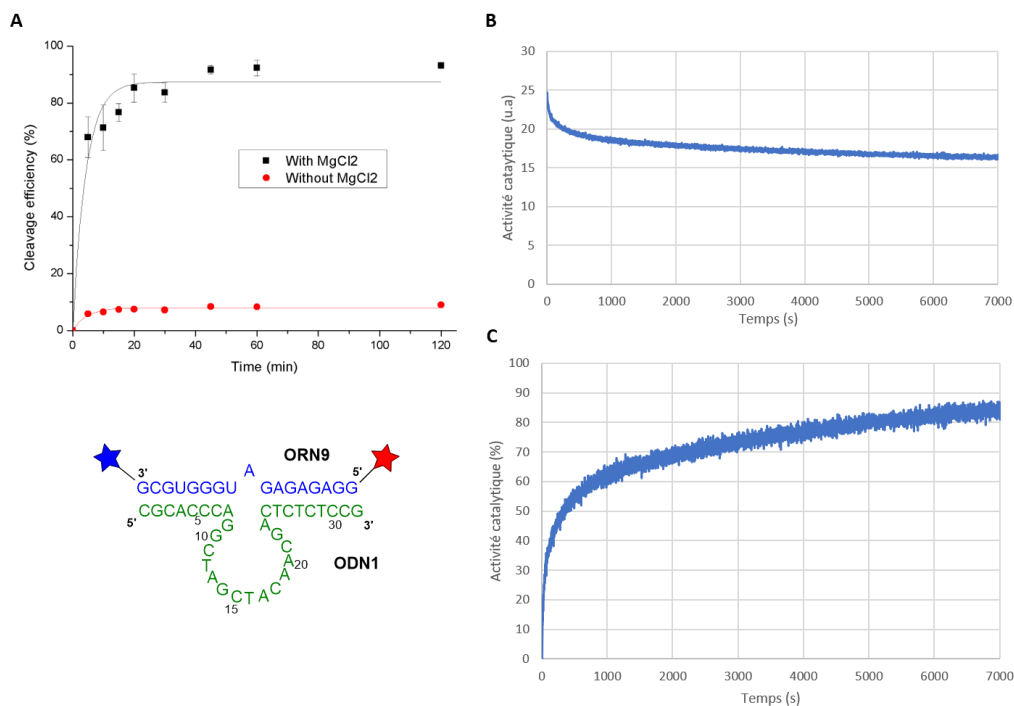 A
Cleavage efficiency (%)
100
80
60
40
20
0
With MgCl2
Without MgCl2
0 20 40 60 80 100 120
Time (min)
B
Activité catatytique (u.a)
30
25
20
15
10
5
0
0 1000 2000 3000 4000 5000 6000 7000
Temps (s)
C
Activité catalytique (%)
100
90
80
70
60
50
40
30
20
10
0
0 1000 2000 3000 4000 5000 6000 7000
Temps (s)
ORN9
3' A 5'
GCGUGGGU GAGAGAGG
5' CGCACCCA CTCTCTCCG 3'
5 30
GGCTAGCTACAACGA
10
15
20
ODN1